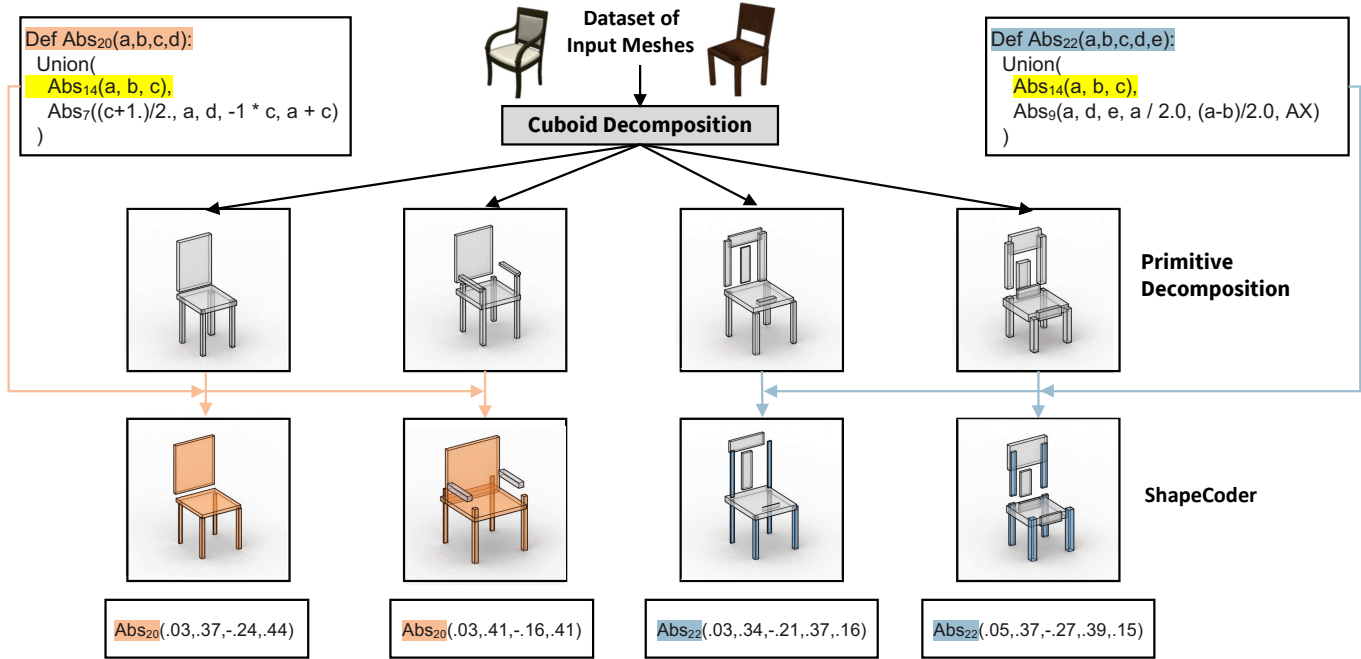 Def Abs₂₀(a,b,c,d):
Union(
Abs₁₄(a, b, c),
Abs₇((c+1.)/2., a, d, -1 * c, a + c)
)
Dataset of
Input Meshes
Cuboid Decomposition
Def Abs₂₂(a,b,c,d,e):
Union(
Abs₁₄(a, b, c),
Abs₉(a, d, e, a / 2.0, (a-b)/2.0, AX)
)
Primitive
Decomposition
ShapeCoder
Abs₂₀(.03,.37,-.24,.44)
Abs₂₀(.03,.41,-.16,.41)
Abs₂₂(.03,.34,-.21,.37,.16)
Abs₂₂(.05,.37,-.27,.39,.15)